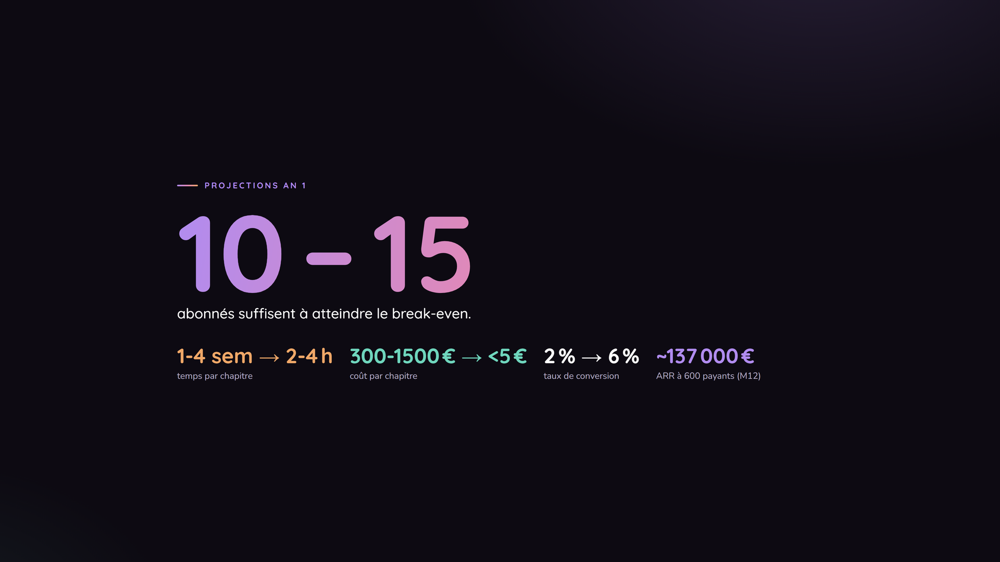 PROJECTIONS AN 1
10 – 15
abonnés suffisent à atteindre le break-even.
1-4 sem → 2-4 h
temps par chapitre
300-1500 € → <5 €
coût par chapitre
2 % → 6 %
taux de conversion
~137 000 €
ARR à 600 payants (M12)